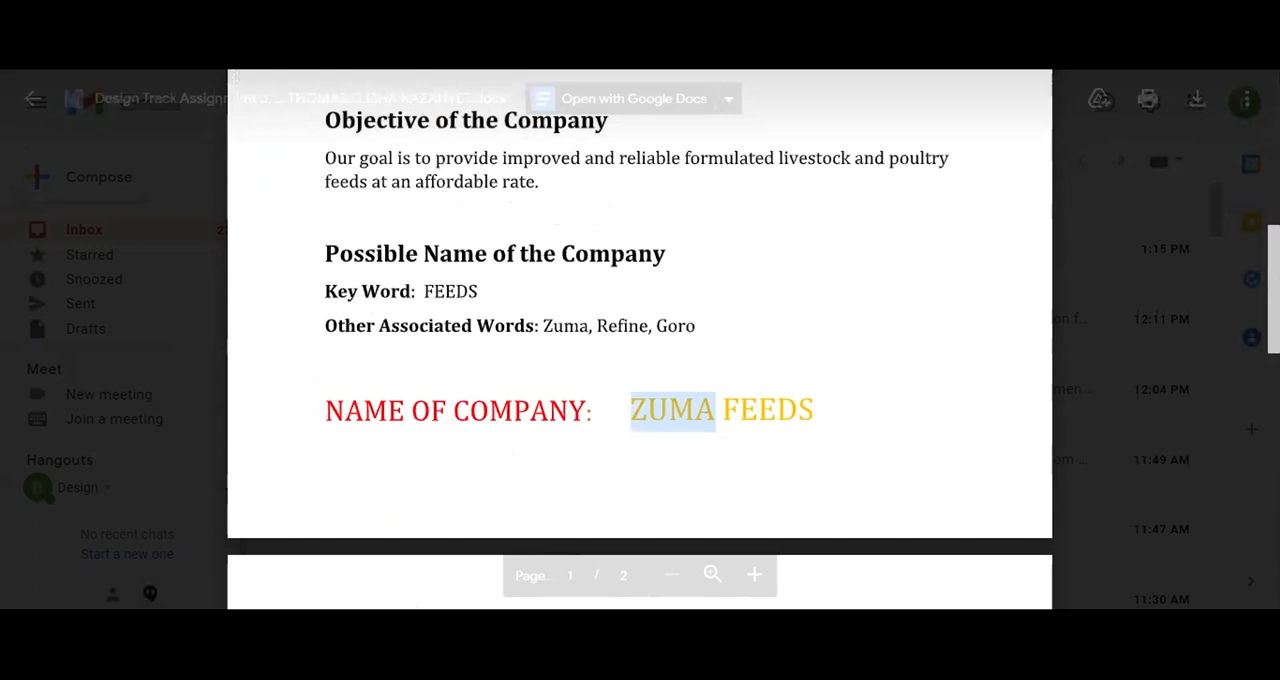 Design Track Assignment
Open with Google Docs
Objective of the Company
Our goal is to provide improved and reliable formulated livestock and poultry
feeds at an affordable rate.
Possible Name of the Company
Key Word: FEEDS
Other Associated Words: Zuma, Refine, Goro
NAME OF COMPANY: ZUMA FEEDS
Page 1 / 2
Compose
Inbox
Starred
Snoozed
Sent
Drafts
Meet
New meeting
Join a meeting
Hangouts
Design
No recent chats
Start a new one
1:15 PM
12:11 PM
12:04 PM
11:49 AM
11:47 AM
11:30 AM